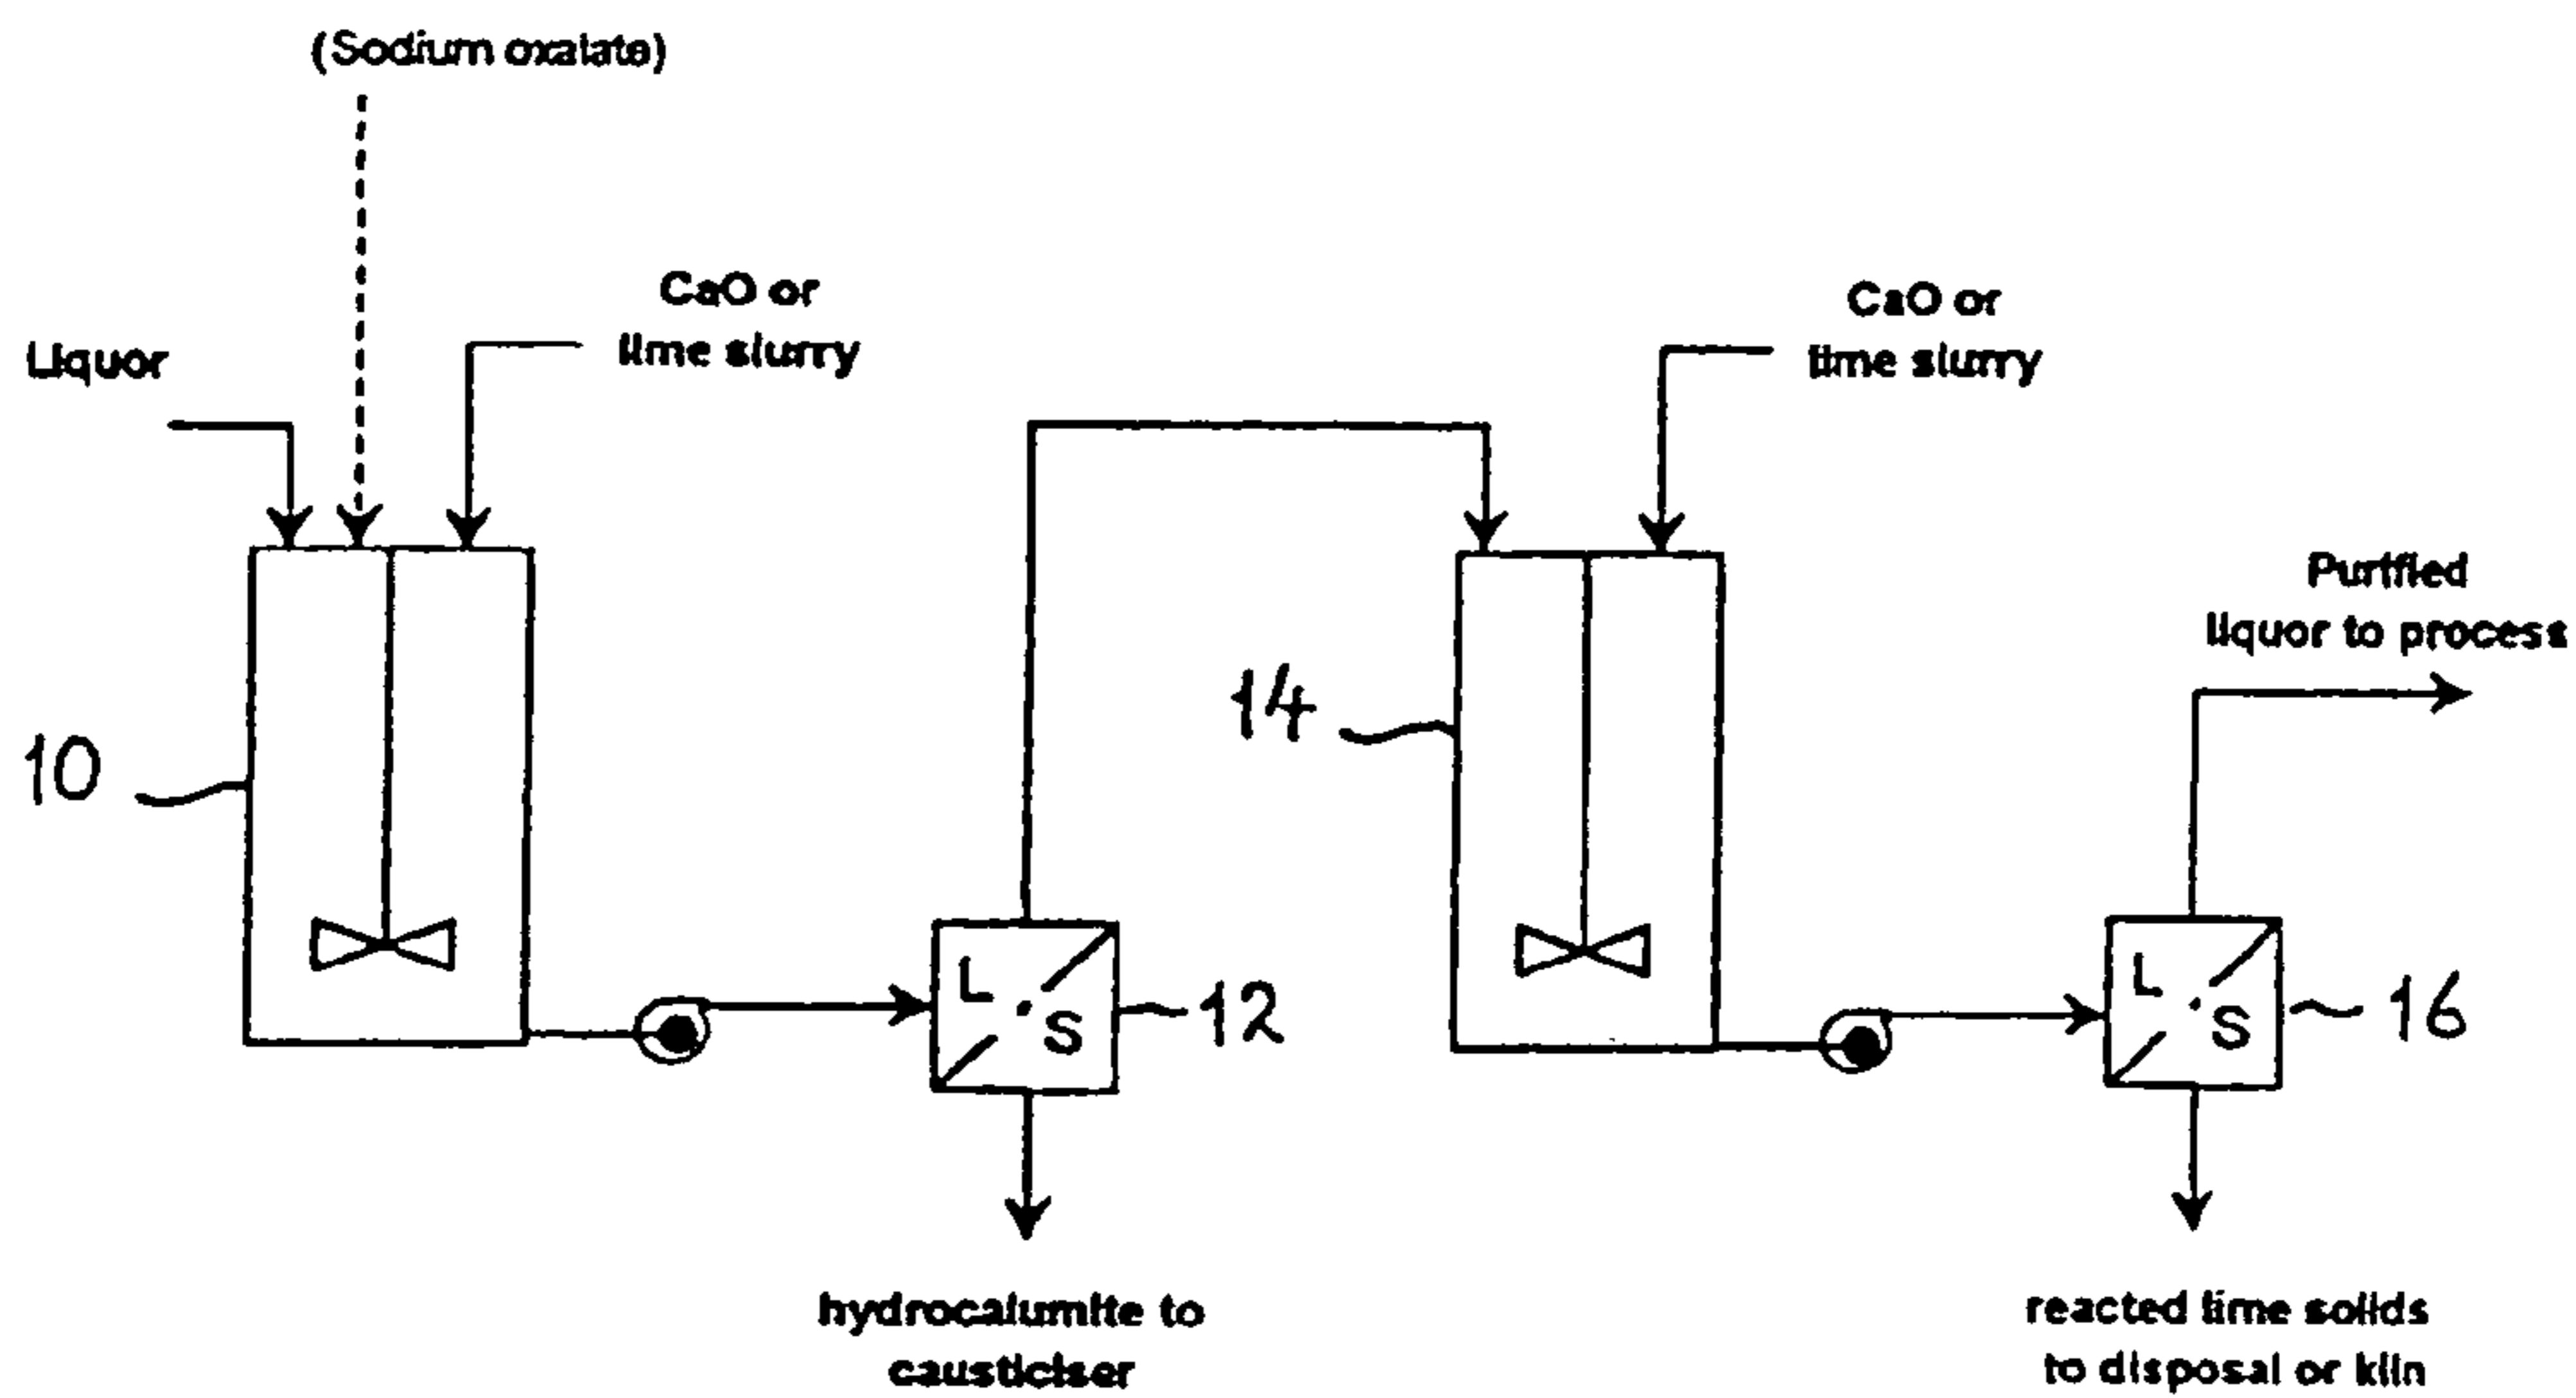 (Sodium oxalate)
Liquor
CaO or
lime slurry
CaO or
lime slurry
Purified
liquor to process
10
14
L
S
12
L
S
16
hydrocalumite to
causticiser
reacted lime solids
to disposal or kiln